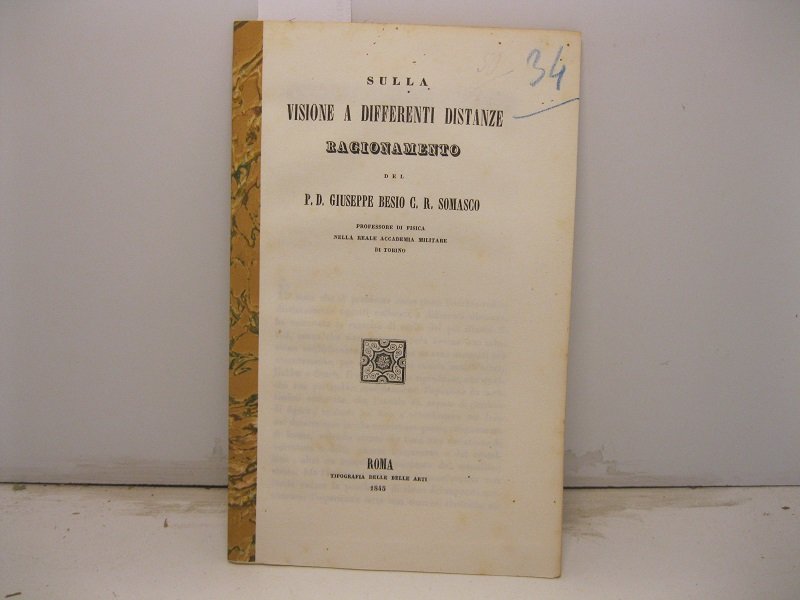 34
SULLA
VISIONE A DIFFERENTI DISTANZE
RAGIONAMENTO
DEL
P. D. GIUSEPPE BESIO C. R. SOMASCO
PROFESSORE DI FISICA
NELLA REALE ACCADEMIA MILITARE
DI TORINO
ROMA
TIPOGRAFIA DELLE BELLE ARTI
1845